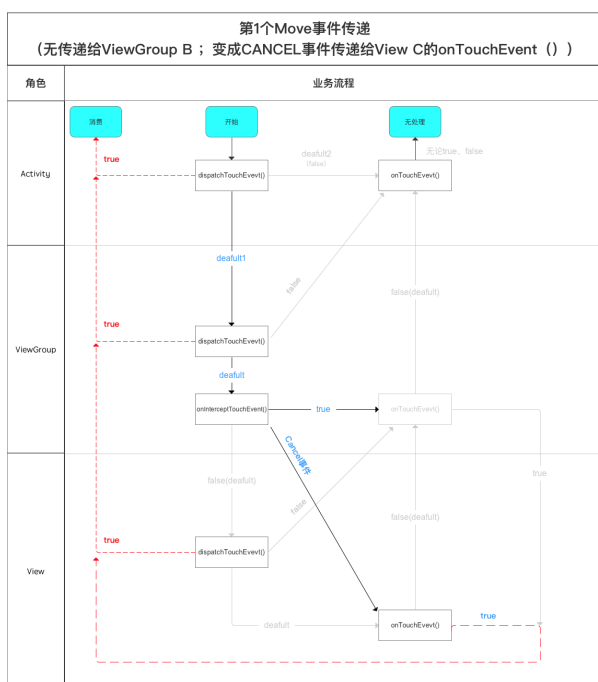 第1个Move事件传递
（无传递给ViewGroup B ；变成CANCEL事件传递给View C的onTouchEvent（））
角色
业务流程
消费
开始
无处理
true
deafult2
(false)
无论true、false
Activity
dispatchTouchEvevt()
onTouchEvevt()
deafult1
false
false(deafult)
true
ViewGroup
dispatchTouchEvevt()
deafult
onInterceptTouchEvent()
true
onTouchEvevt()
Cancel事件
false(deafult)
true
false
false(deafult)
true
dispatchTouchEvevt()
View
deafult
onTouchEvevt()
true